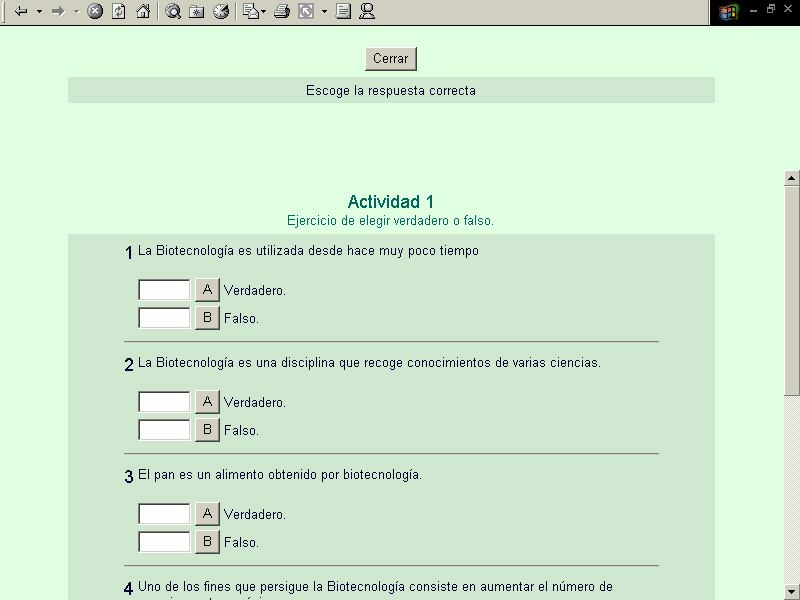 Cerrar
Escoge la respuesta correcta
Actividad 1
Ejercicio de elegir verdadero o falso.
1 La Biotecnología es utilizada desde hace muy poco tiempo
A Verdadero.
B Falso.
2 La Biotecnología es una disciplina que recoge conocimientos de varias ciencias.
A Verdadero.
B Falso.
3 El pan es un alimento obtenido por biotecnología.
A Verdadero.
B Falso.
4 Uno de los fines que persigue la Biotecnología consiste en aumentar el número de